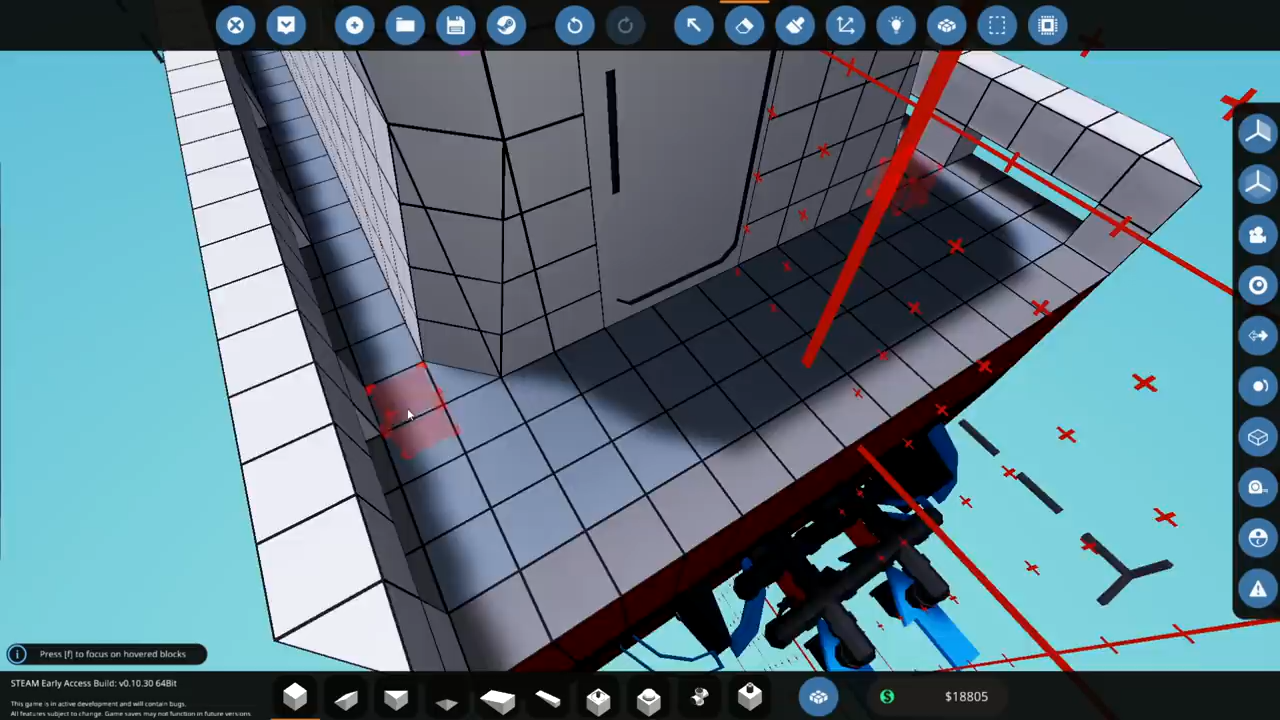 Press [f] to focus on hovered blocks
STEAM Early Access Build: v0.10.30 64Bit
This game is in active development and will contain bugs.
All features subject to change. Game saves may not function in future versions.
$
$18805